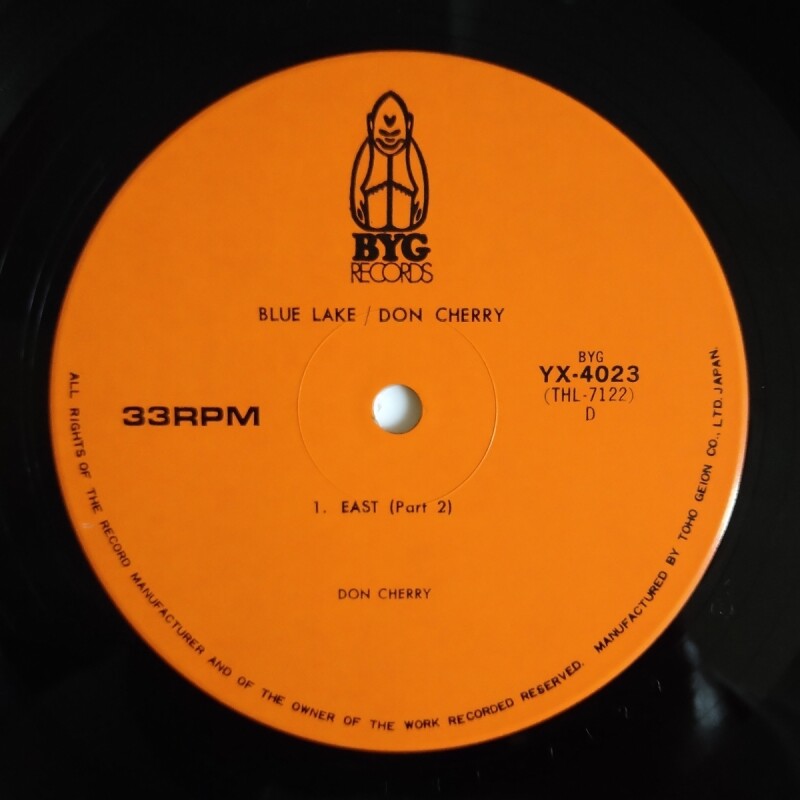 BYG
RECORDS
BLUE LAKE / DON CHERRY
33RPM
BYG
YX-4023
(THL-7122)
D
1. EAST (Part 2)
DON CHERRY
ALL RIGHTS OF THE RECORD MANUFACTURER AND OF THE OWNER OF THE WORK RECORDED RESERVED. MANUFACTURED BY TOHO GEION CO., LTD. JAPAN.